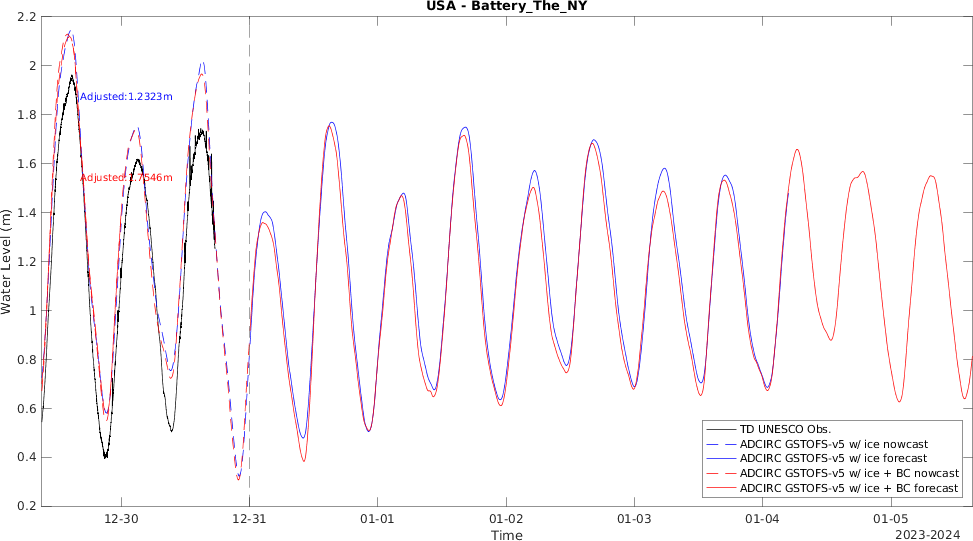 USA - Battery_The_NY
2.2
2
1.8
1.6
1.4
1.2
1
0.8
0.6
0.4
0.2
Water Level (m)
Adjusted:1.2323m
Adjusted:1.7546m
12-30
12-31
01-01
01-02
01-03
01-04
01-05
Time
2023-2024
TD UNESCO Obs.
ADCIRC GSTOFS-v5 w/ ice nowcast
ADCIRC GSTOFS-v5 w/ ice forecast
ADCIRC GSTOFS-v5 w/ ice + BC nowcast
ADCIRC GSTOFS-v5 w/ ice + BC forecast